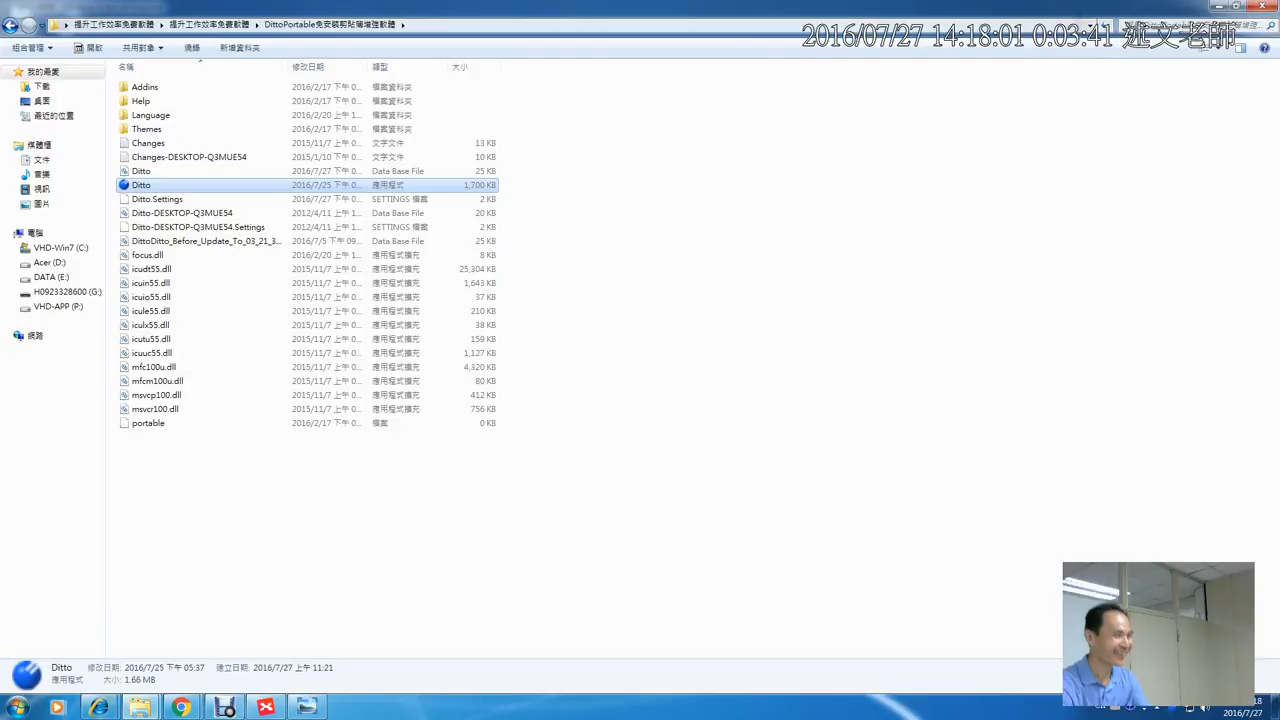 提升工作效率免費軟體 ▸ 提升工作效率免費軟體 ▸ DittoPortable免安裝剪貼簿增強軟體 ▸
組合管理 開啟 共用對象 燒錄 新增資料夾
2016/07/27 14:18:01 0:03:41 述文老師
名稱 修改日期 類型 大小
我的最愛
下載
桌面
最近的位置
媒體櫃
文件
音樂
視訊
圖片
電腦
VHD-Win7 (C:)
Acer (D:)
DATA (E:)
H0923328600 (G:)
VHD-APP (P:)
網路
Addins 2016/2/17 下午 0... 檔案資料夾
Help 2016/2/17 下午 0... 檔案資料夾
Language 2016/2/20 上午 1... 檔案資料夾
Themes 2016/2/17 下午 0... 檔案資料夾
Changes 2015/11/7 上午 0... 文字文件 13 KB
Changes-DESKTOP-Q3MUE54 2015/1/10 下午 0... 文字文件 10 KB
Ditto 2016/7/27 下午 0... Data Base File 25 KB
Ditto 2016/7/25 下午 0... 應用程式 1,700 KB
Ditto.Settings 2016/7/27 下午 0... SETTINGS 檔案 2 KB
Ditto-DESKTOP-Q3MUE54 2012/4/11 上午 1... Data Base File 20 KB
Ditto-DESKTOP-Q3MUE54.Settings 2012/4/11 上午 1... SETTINGS 檔案 2 KB
DittoDitto_Before_Update_To_03_21_3... 2016/7/5 下午 09... Data Base File 25 KB
focus.dll 2016/2/20 上午 1... 應用程式擴充 8 KB
icudt55.dll 2015/11/7 上午 0... 應用程式擴充 25,304 KB
icuin55.dll 2015/11/7 上午 0... 應用程式擴充 1,643 KB
icuio55.dll 2015/11/7 上午 0... 應用程式擴充 37 KB
icule55.dll 2015/11/7 上午 0... 應用程式擴充 210 KB
iculx55.dll 2015/11/7 上午 0... 應用程式擴充 38 KB
icutu55.dll 2015/11/7 上午 0... 應用程式擴充 159 KB
icuuc55.dll 2015/11/7 上午 0... 應用程式擴充 1,127 KB
mfc100u.dll 2015/11/7 上午 0... 應用程式擴充 4,320 KB
mfcm100u.dll 2015/11/7 上午 0... 應用程式擴充 80 KB
msvcp100.dll 2015/11/7 上午 0... 應用程式擴充 412 KB
msvcr100.dll 2015/11/7 上午 0... 應用程式擴充 756 KB
portable 2016/2/17 下午 0... 檔案 0 KB
Ditto 修改日期: 2016/7/25 下午 05:37 建立日期: 2016/7/27 上午 11:21
應用程式 大小: 1.66 MB
2016/7/27